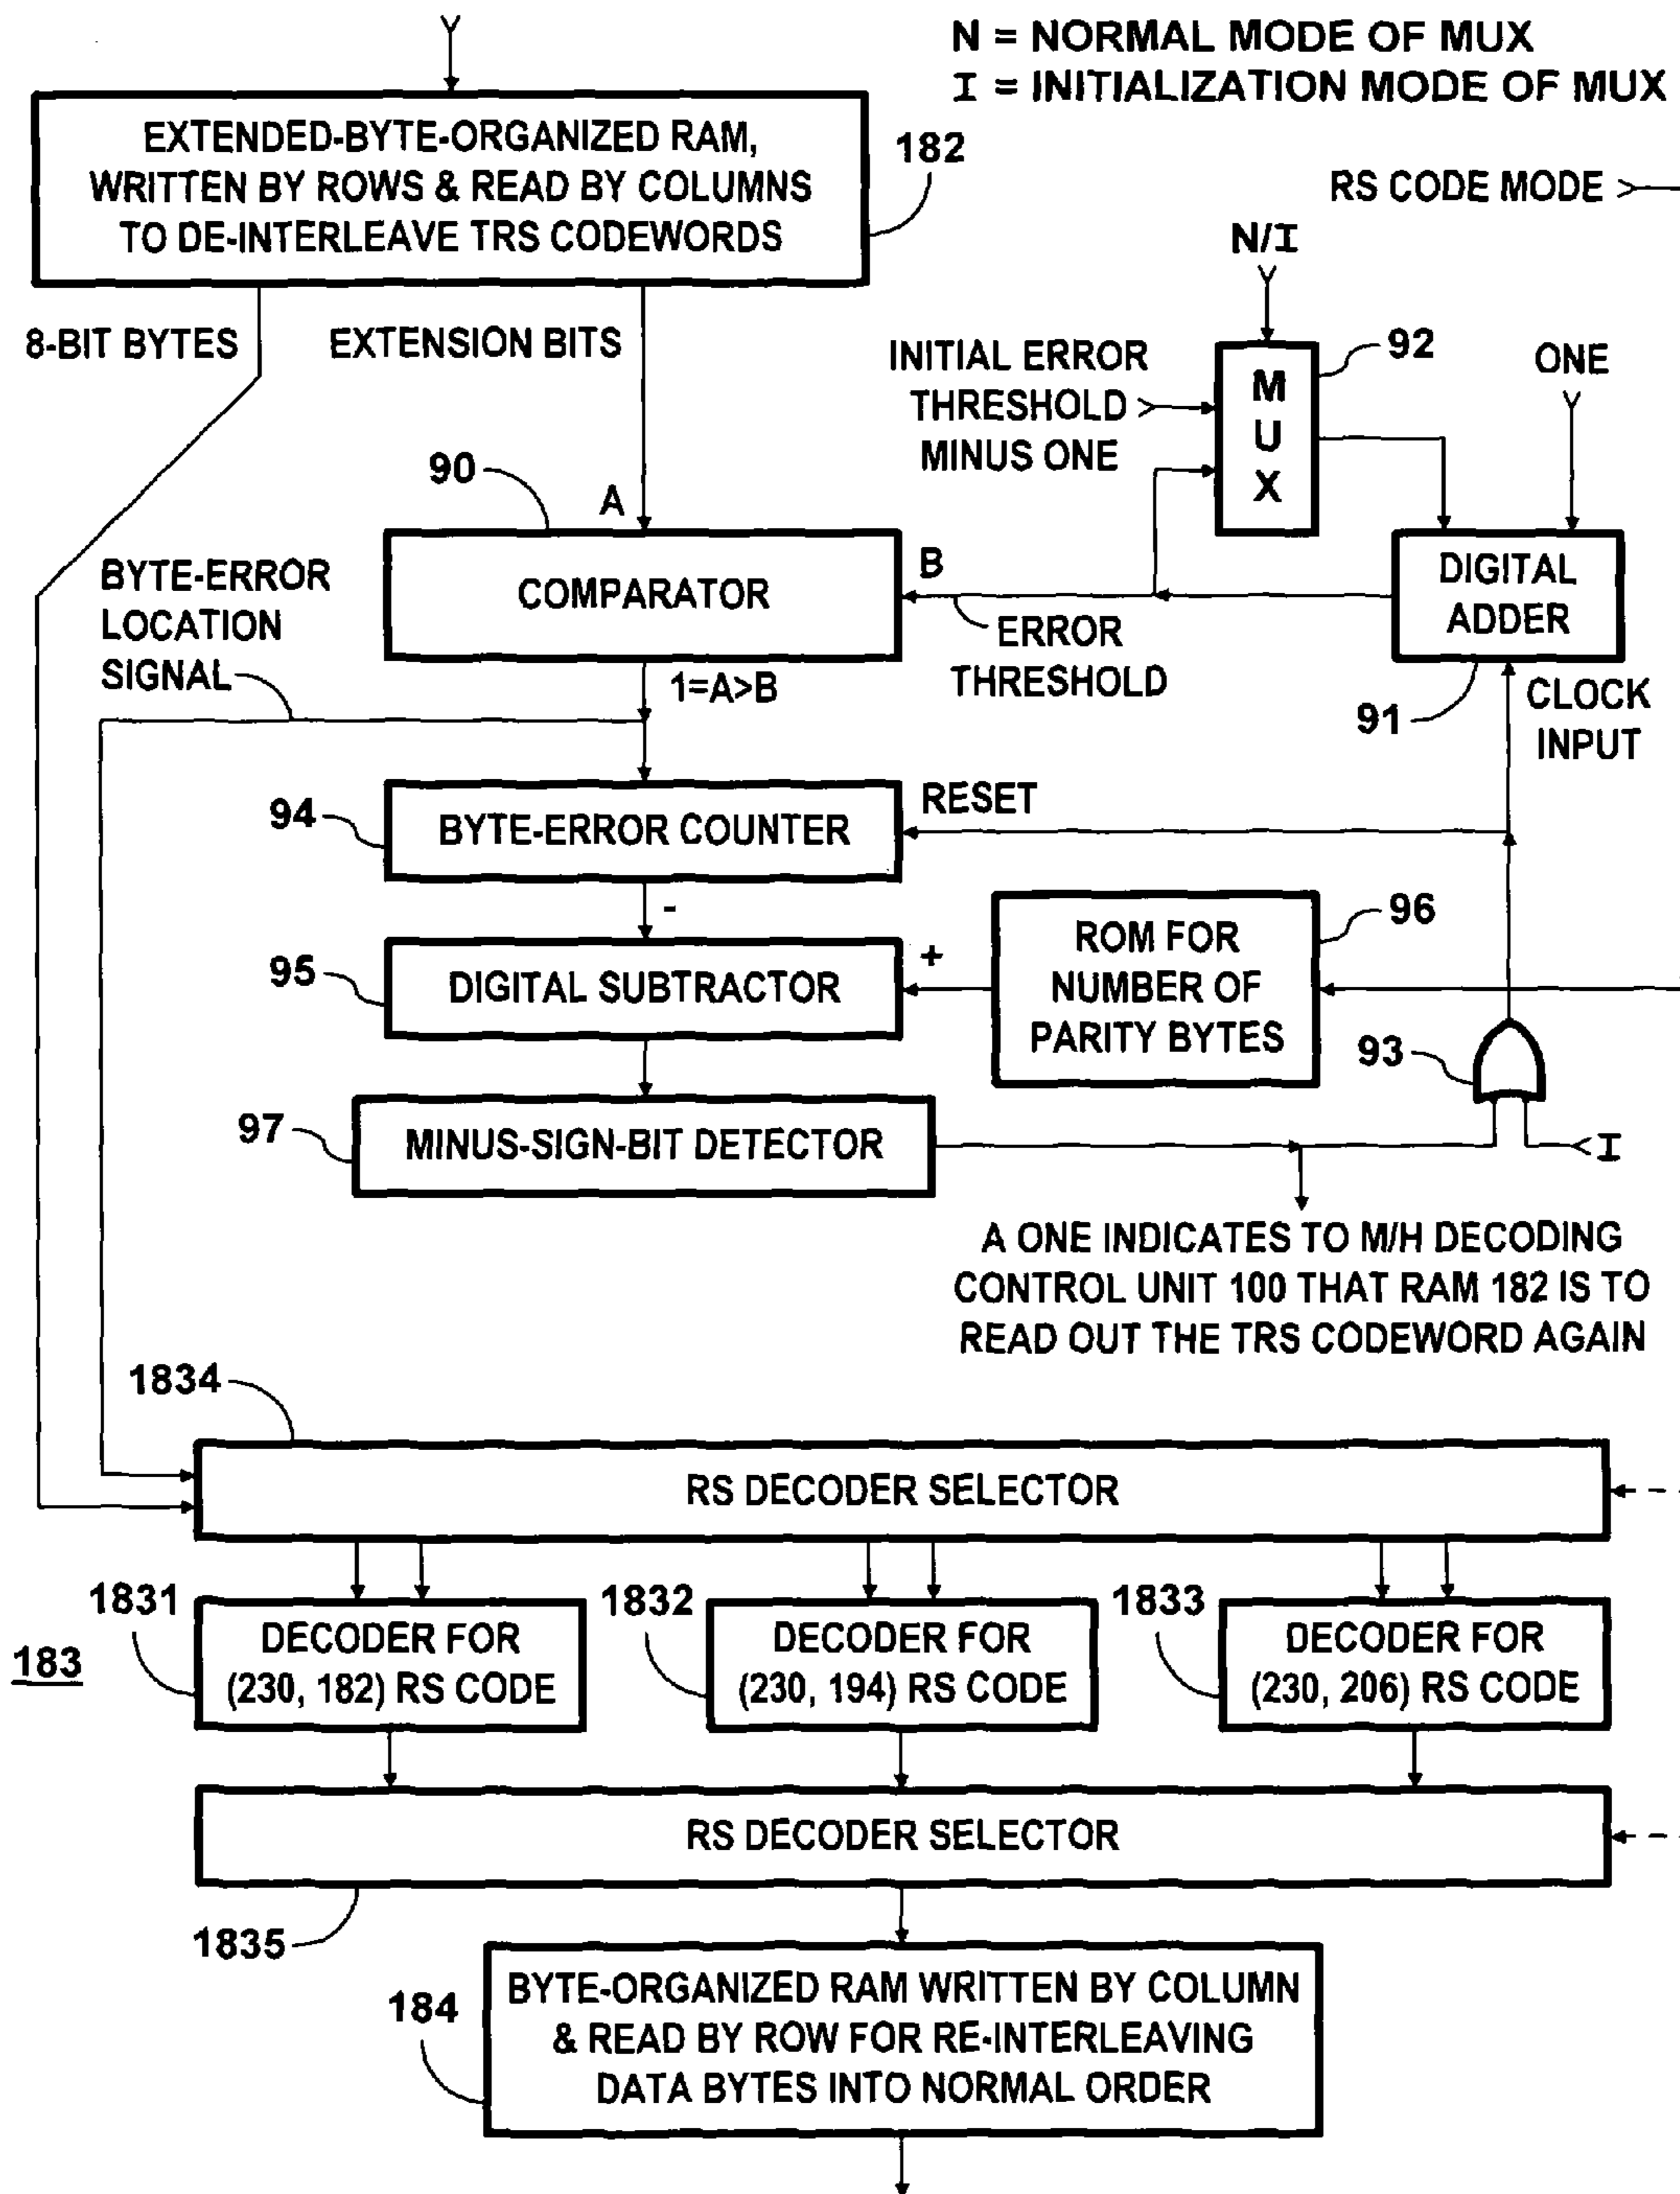 N = NORMAL MODE OF MUX
I = INITIALIZATION MODE OF MUX
EXTENDED-BYTE-ORGANIZED RAM,
WRITTEN BY ROWS & READ BY COLUMNS
TO DE-INTERLEAVE TRS CODEWORDS
182
RS CODE MODE
N/I
8-BIT BYTES
EXTENSION BITS
INITIAL ERROR
THRESHOLD
MINUS ONE
M
U
X
92
ONE
90
A
COMPARATOR
B
ERROR
THRESHOLD
DIGITAL
ADDER
91
CLOCK
INPUT
BYTE-ERROR
LOCATION
SIGNAL
1=A>B
94
BYTE-ERROR COUNTER
RESET
-
95
DIGITAL SUBTRACTOR
+
ROM FOR
NUMBER OF
PARITY BYTES
96
93
97
MINUS-SIGN-BIT DETECTOR
I
A ONE INDICATES TO M/H DECODING
CONTROL UNIT 100 THAT RAM 182 IS TO
READ OUT THE TRS CODEWORD AGAIN
1834
RS DECODER SELECTOR
183
1831
DECODER FOR
(230, 182) RS CODE
1832
DECODER FOR
(230, 194) RS CODE
1833
DECODER FOR
(230, 206) RS CODE
RS DECODER SELECTOR
1835
184
BYTE-ORGANIZED RAM WRITTEN BY COLUMN
& READ BY ROW FOR RE-INTERLEAVING
DATA BYTES INTO NORMAL ORDER